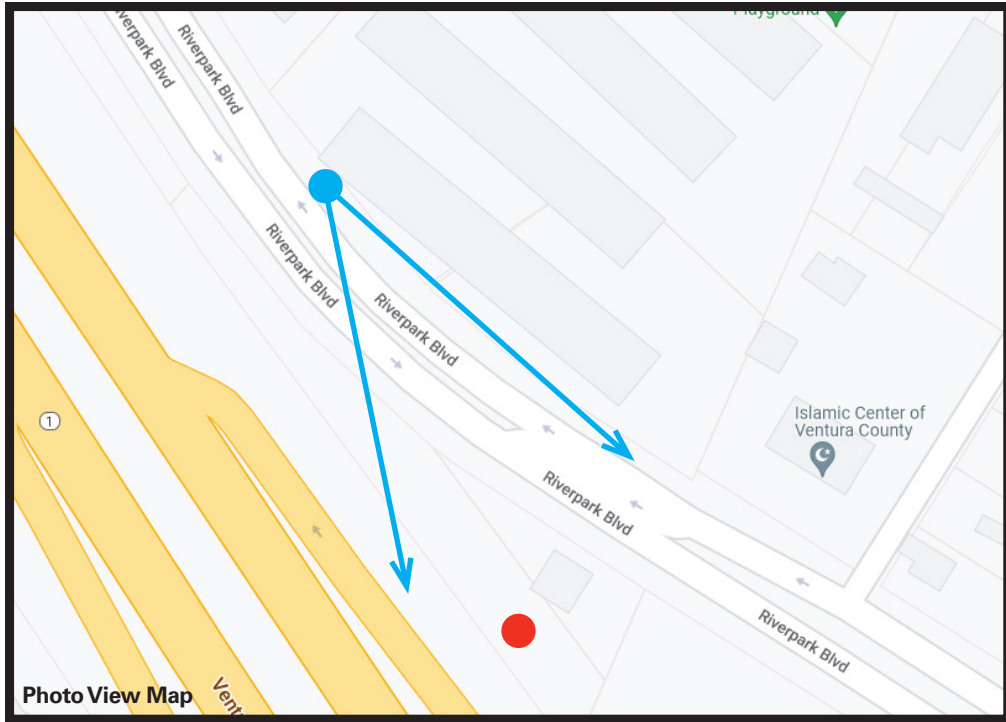 Playground
Riverpark Blvd
Riverpark Blvd
Riverpark Blvd
Riverpark Blvd
1
Islamic Center of
Ventura County
Riverpark Blvd
Riverpark Blvd
Photo View Map